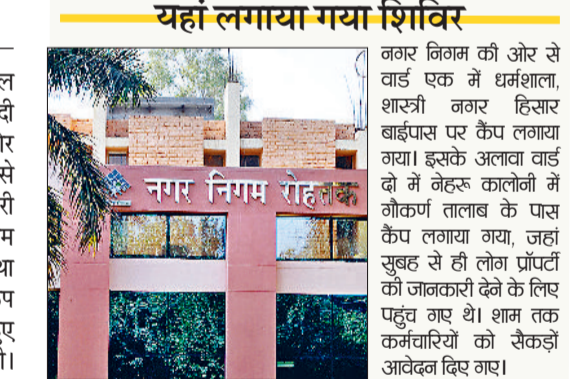 यहां लगाया गया शिविर
ल
दी
से
री
म
था
नगर निगम रोहतक
नगर निगम की ओर से
वार्ड एक में धर्मशाला,
शास्त्री नगर हिसार
बाईपास पर कैंप लगाया
गया। इसके अलावा वार्ड
दो में नेहरू कालोनी में
गौकर्ण तालाब के पास
कैंप लगाया गया, जहां
सुबह से ही लोग प्रॉपर्टी
की जानकारी देने के लिए
पहुंच गए थे। शाम तक
कर्मचारियों को सैकड़ों
आवेदन दिए गए।